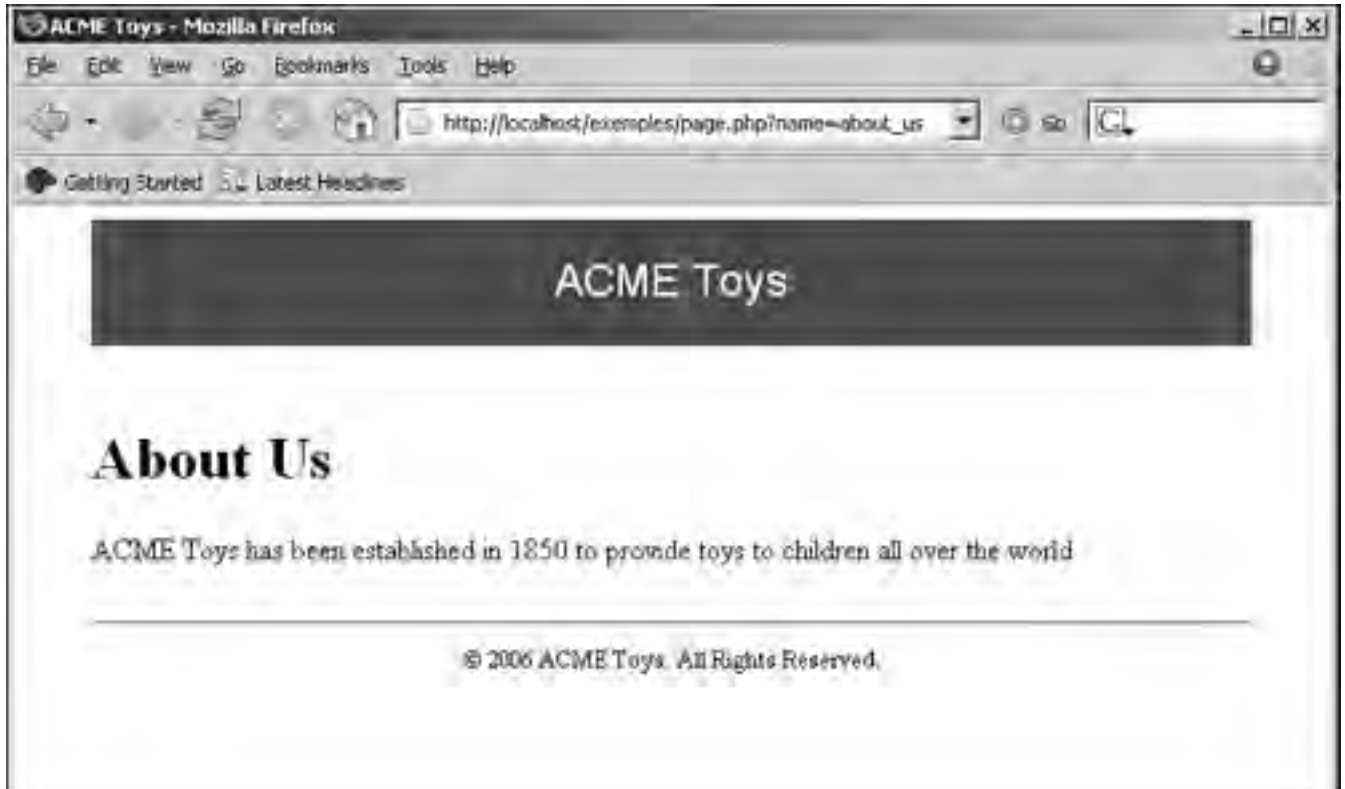 ACME Toys - Mozilla Firefox
File Edit View Go Bookmarks Tools Help
http://localhost/examples/page.php?name=about_us Go G
Getting Started Latest Headlines
ACME Toys
About Us
ACME Toys has been established in 1850 to provide toys to children all over the world
© 2006 ACME Toys. All Rights Reserved.